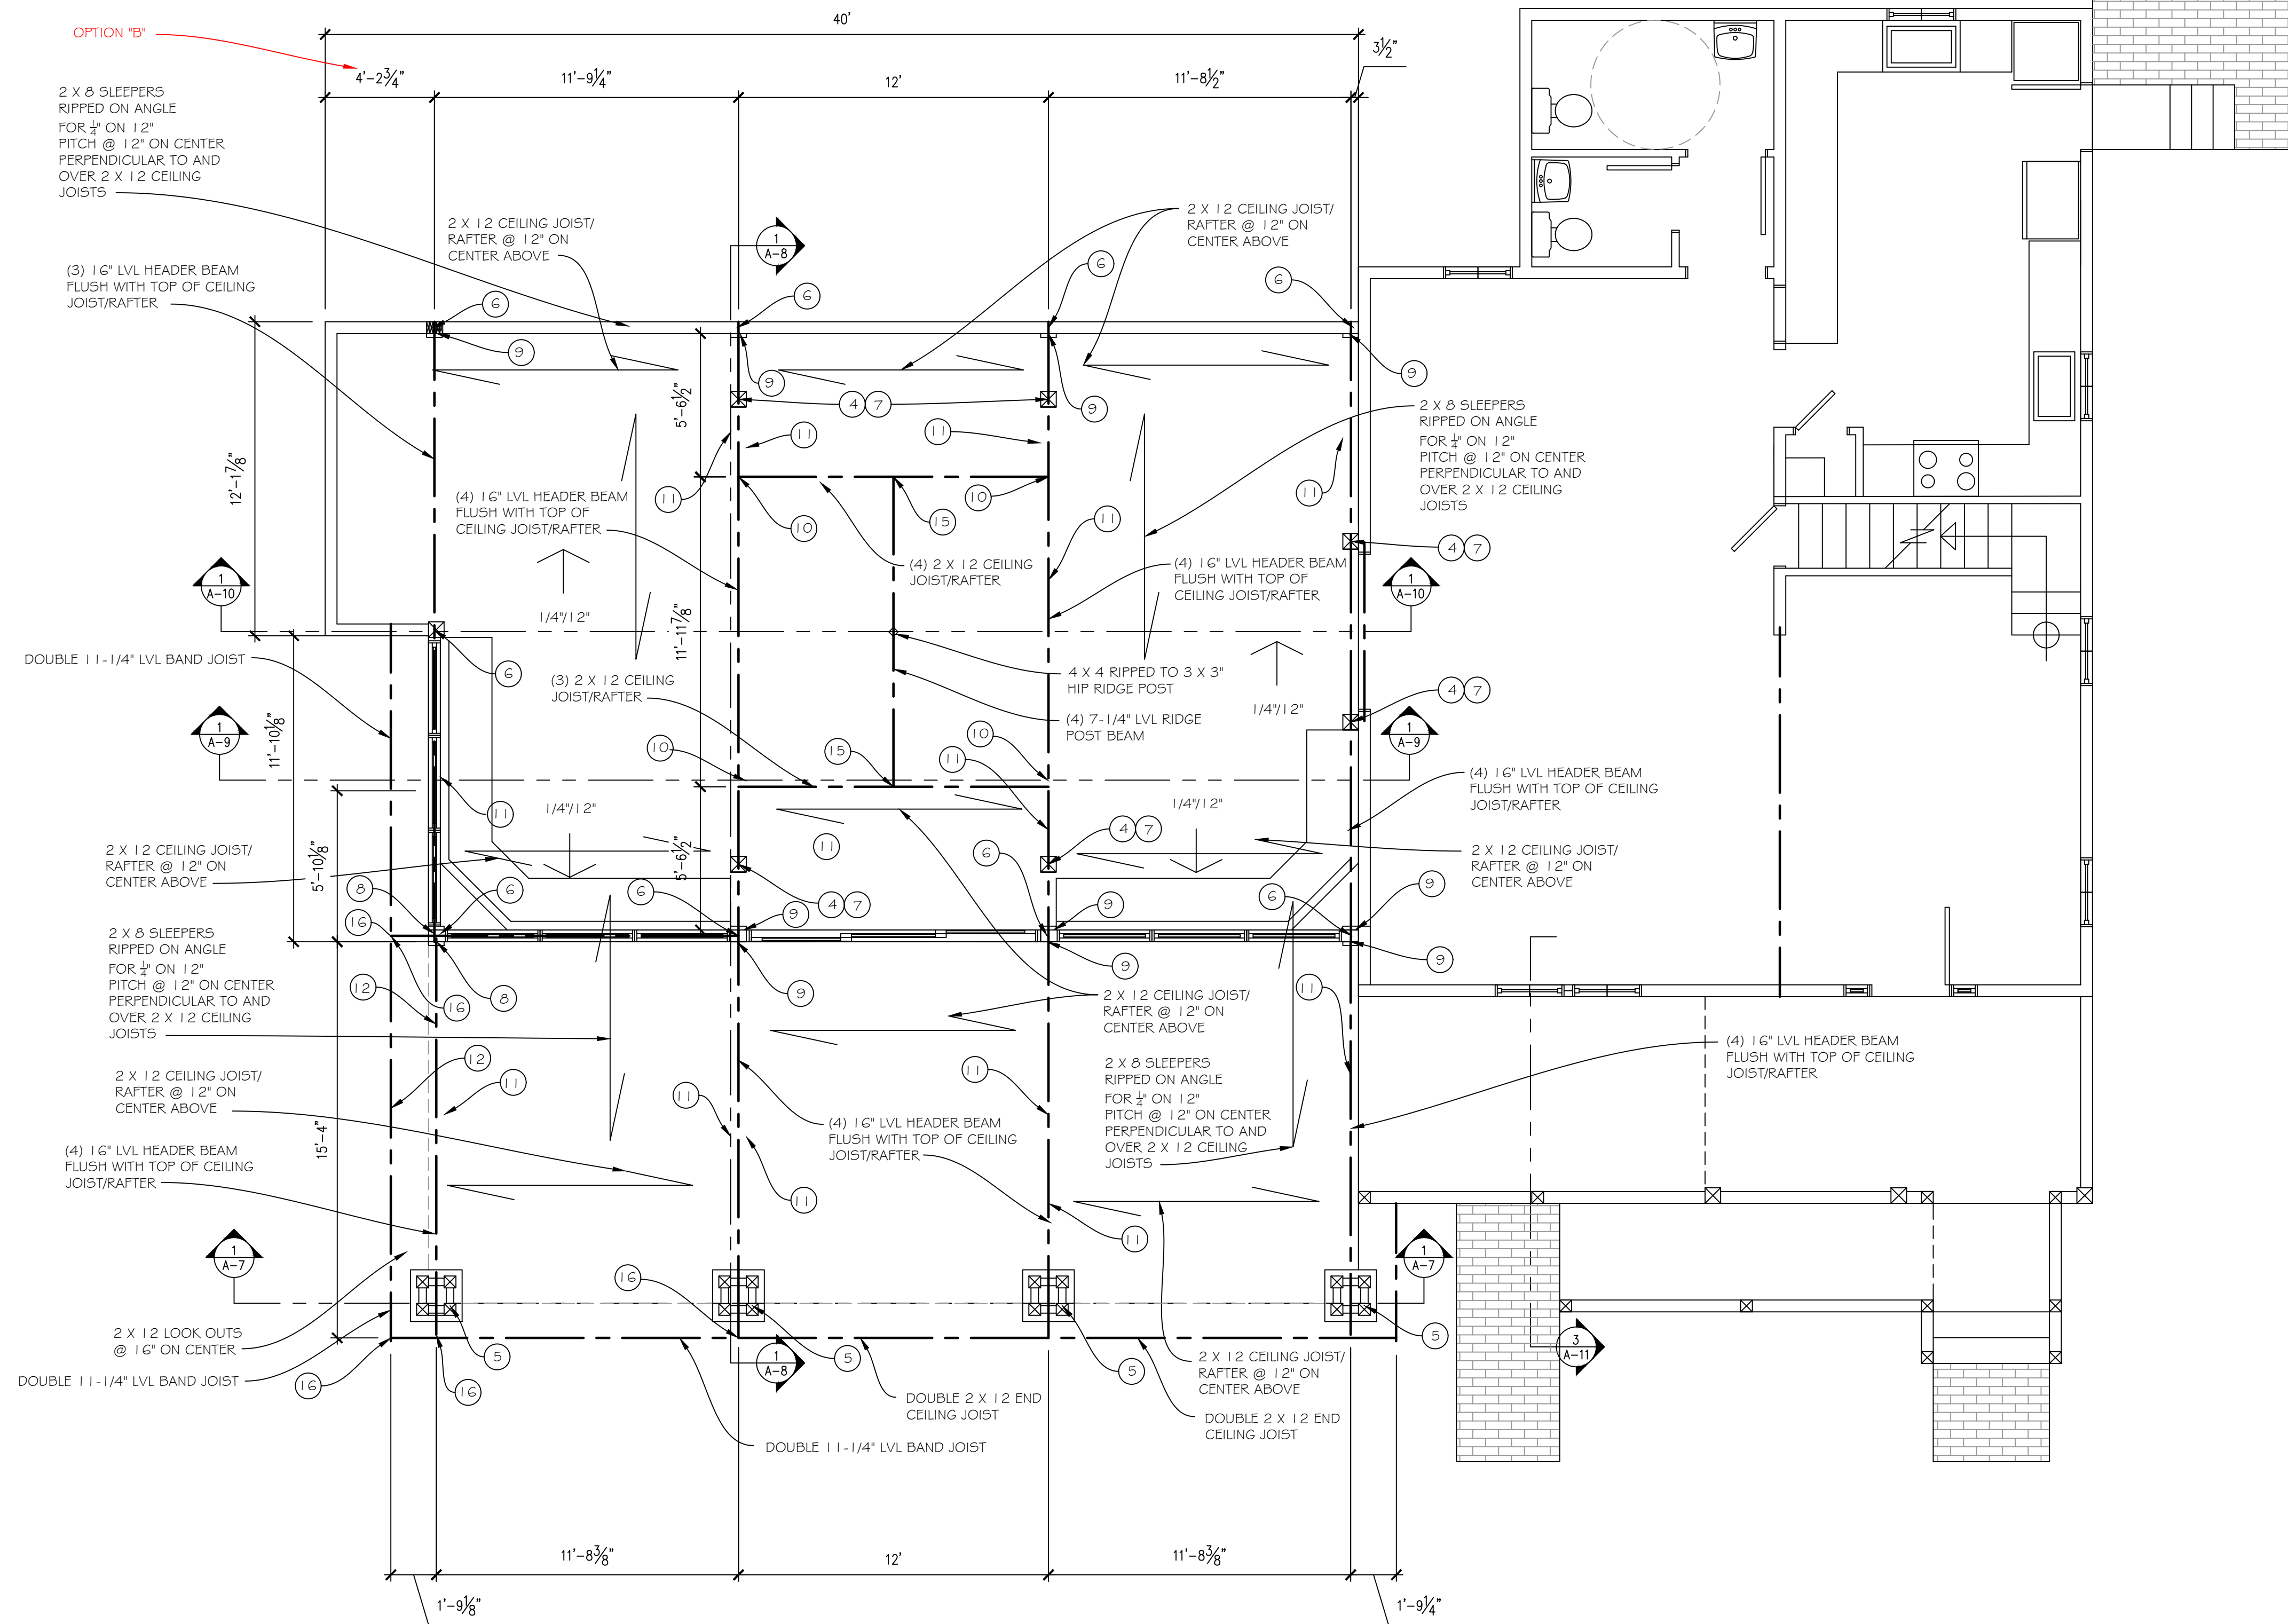 40'
OPTION "B"
3½"
4'-2¾"
11'-9¼"
12'
11'-8½"
2 X 8 SLEEPERS
RIPPED ON ANGLE
FOR ¼" ON 12"
PITCH @ 12" ON CENTER
PERPENDICULAR TO AND
OVER 2 X 12 CEILING
JOISTS
2 X 12 CEILING JOIST/
RAFTER @ 12" ON
CENTER ABOVE
1
A-8
2 X 12 CEILING JOIST/
RAFTER @ 12" ON
CENTER ABOVE
(3) 16" LVL HEADER BEAM
FLUSH WITH TOP OF CEILING
JOIST/RAFTER
6
6
6
6
9
9
9
9
4
7
5'-6½"
12'-1⅞"
11
11
11
11
11
10
10
15
2 X 8 SLEEPERS
RIPPED ON ANGLE
FOR ¼" ON 12"
PITCH @ 12" ON CENTER
PERPENDICULAR TO AND
OVER 2 X 12 CEILING
JOISTS
(4) 16" LVL HEADER BEAM
FLUSH WITH TOP OF
CEILING JOIST/RAFTER
(4) 2 X 12 CEILING
JOIST/RAFTER
(4) 16" LVL HEADER BEAM
FLUSH WITH TOP OF
CEILING JOIST/RAFTER
4
7
1
A-10
1
A-10
1/4"/12"
11'-11⅞"
DOUBLE 11-1/4" LVL BAND JOIST
6
(3) 2 X 12 CEILING
JOIST/RAFTER
4 X 4 RIPPED TO 3 X 3"
HIP RIDGE POST
(4) 7-1/4" LVL RIDGE
POST BEAM
1/4"/12"
4
7
1
A-9
1
A-9
11'-10⅛"
10
15
10
11
(4) 16" LVL HEADER BEAM
FLUSH WITH TOP OF CEILING
JOIST/RAFTER
1/4"/12"
1/4"/12"
11
11
4
7
6
2 X 12 CEILING JOIST/
RAFTER @ 12" ON
CENTER ABOVE
5'-10⅛"
5'-6½"
2 X 12 CEILING JOIST/
RAFTER @ 12" ON
CENTER ABOVE
8
6
6
4
7
9
9
6
9
16
2 X 8 SLEEPERS
RIPPED ON ANGLE
FOR ¼" ON 12"
PITCH @ 12" ON CENTER
PERPENDICULAR TO AND
OVER 2 X 12 CEILING
JOISTS
12
16
8
9
9
9
11
2 X 12 CEILING JOIST/
RAFTER @ 12" ON
CENTER ABOVE
12
11
11
11
2 X 8 SLEEPERS
RIPPED ON ANGLE
FOR ¼" ON 12"
PITCH @ 12" ON CENTER
PERPENDICULAR TO AND
OVER 2 X 12 CEILING
JOISTS
(4) 16" LVL HEADER BEAM
FLUSH WITH TOP OF CEILING
JOIST/RAFTER
2 X 12 CEILING JOIST/
RAFTER @ 12" ON
CENTER ABOVE
15'-4"
(4) 16" LVL HEADER BEAM
FLUSH WITH TOP OF CEILING
JOIST/RAFTER
(4) 16" LVL HEADER BEAM
FLUSH WITH TOP OF CEILING
JOIST/RAFTER
11
11
1
A-7
1
A-7
16
2 X 12 LOOK OUTS
@ 16" ON CENTER
DOUBLE 11-1/4" LVL BAND JOIST
16
5
16
1
A-8
5
5
5
3
A-11
2 X 12 CEILING JOIST/
RAFTER @ 12" ON
CENTER ABOVE
DOUBLE 2 X 12 END
CEILING JOIST
DOUBLE 2 X 12 END
CEILING JOIST
DOUBLE 11-1/4" LVL BAND JOIST
11'-8⅜"
12'
11'-8⅜"
1'-9⅛"
1'-9¼"